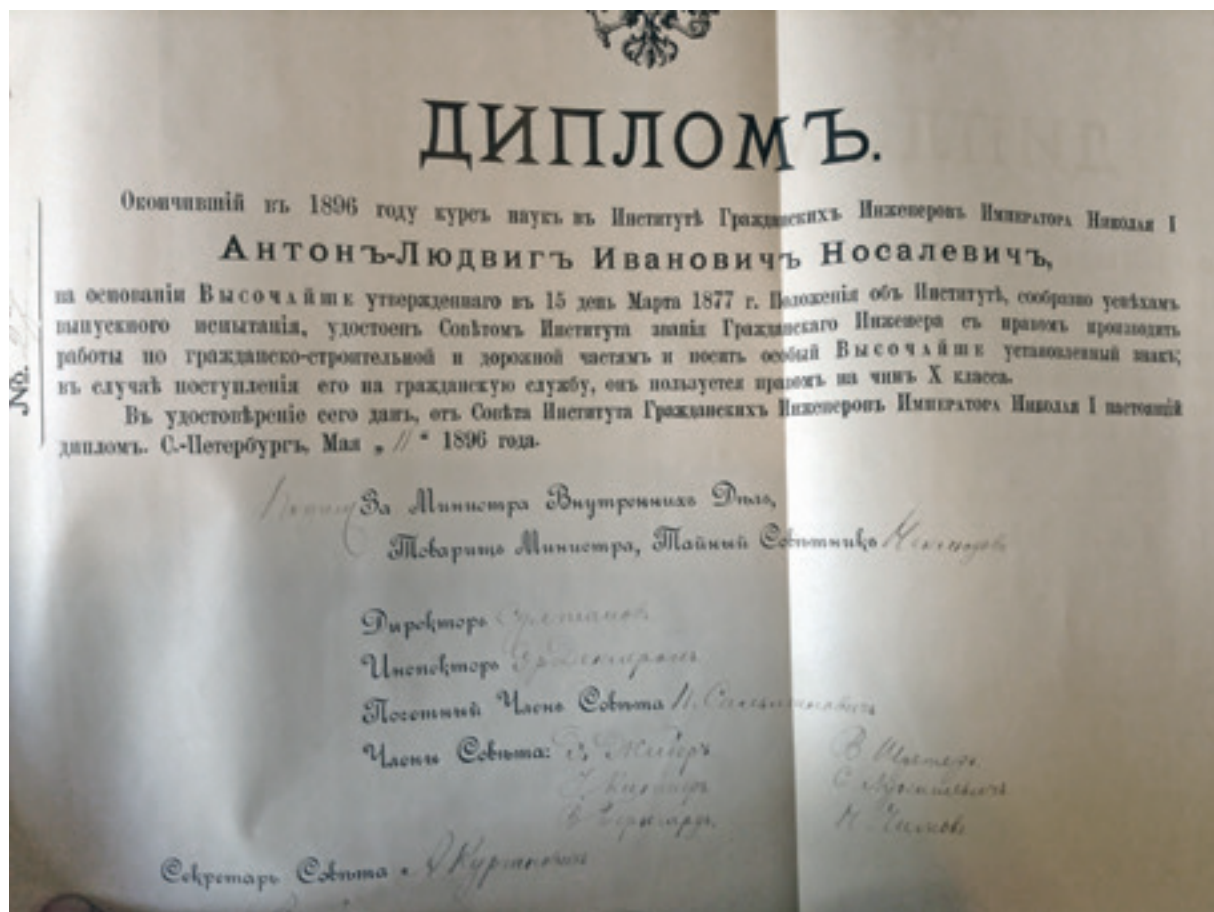 ДИПЛОМЪ.
Окончившій въ 1896 году курсъ наукъ въ Институтѣ Гражданскихъ Инженеровъ Императора Николая I
Антонъ-Людвигъ Ивановичъ Носалевичъ,
на основаніи Высочайше утвержденнаго въ 15 день Марта 1877 г. Положенія объ Институтѣ, сообразно успѣхамъ
выпускного испытанія, удостоенъ Совѣтомъ Института званія Гражданскаго Инженера съ правомъ производить
работы по гражданско-строительной и дорожной частямъ и носить особый Высочайше установленный знакъ;
въ случаѣ поступленія его на гражданскую службу, онъ пользуется правомъ на чинъ X класса.
Въ удостовѣреніе сего данъ, отъ Совѣта Института Гражданскихъ Инженеровъ Императора Николая I настоящій
дипломъ. С.-Петербургъ, Мая „ 11 “ 1896 года.
№.
За Министра Внутреннихъ Дѣлъ,
Товарищъ Министра, Тайный Совѣтникъ
Директоръ
Инспекторъ
Почетный Членъ Совѣта
Члены Совѣта:
Секретарь Совѣта